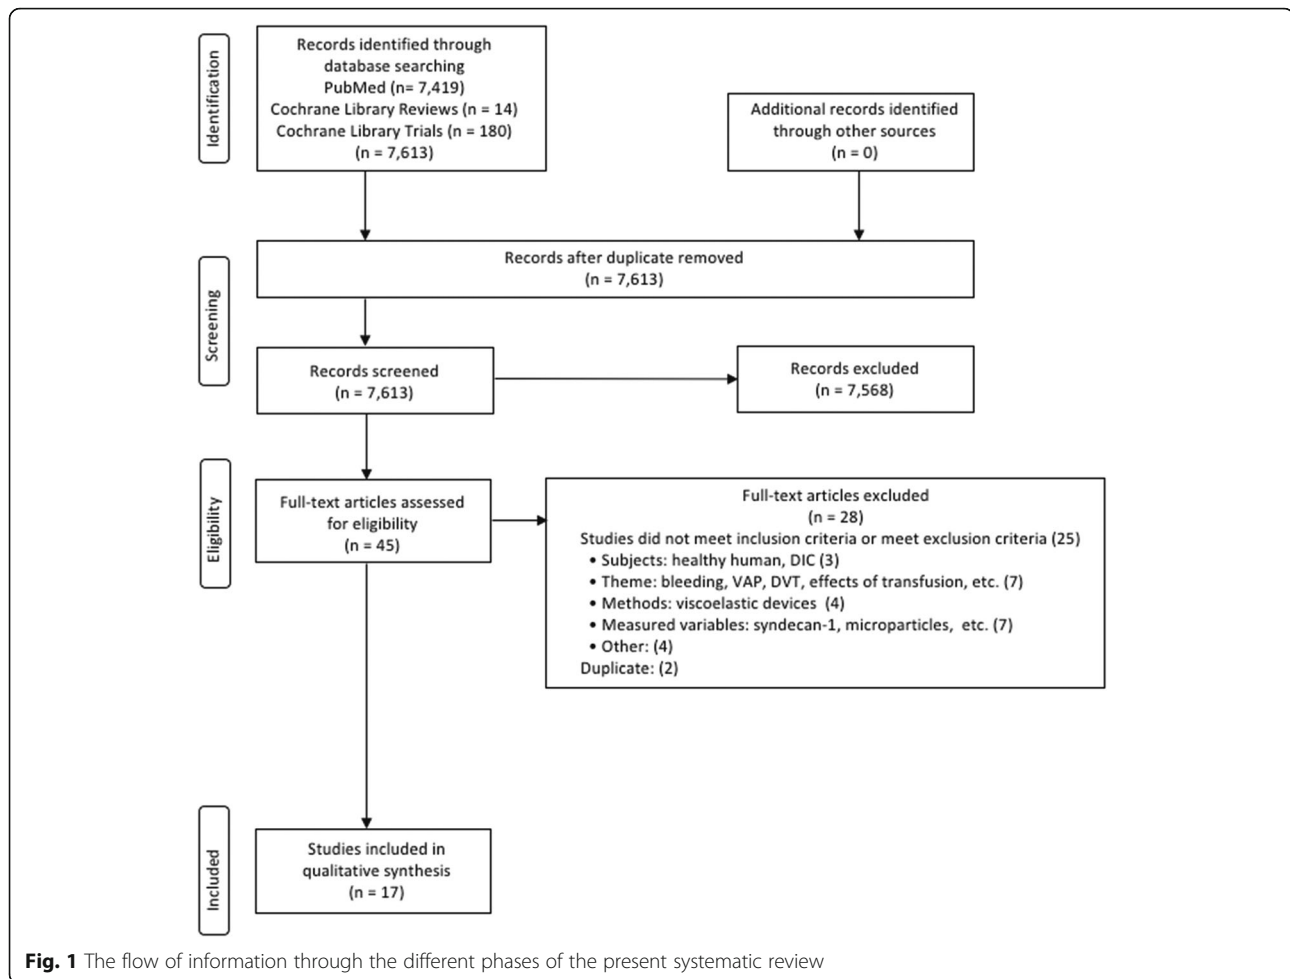 Identification
Records identified through
database searching
PubMed (n= 7,419)
Cochrane Library Reviews (n = 14)
Cochrane Library Trials (n = 180)
(n = 7,613)
Additional records identified
through other sources
(n = 0)
Screening
Records after duplicate removed
(n = 7,613)
Records screened
(n = 7,613)
Records excluded
(n = 7,568)
Eligibility
Full-text articles assessed
for eligibility
(n = 45)
Full-text articles excluded
(n = 28)
Studies did not meet inclusion criteria or meet exclusion criteria (25)
• Subjects: healthy human, DIC (3)
• Theme: bleeding, VAP, DVT, effects of transfusion, etc. (7)
• Methods: viscoelastic devices (4)
• Measured variables: syndecan-1, microparticles, etc. (7)
• Other: (4)
Duplicate: (2)
Included
Studies included in
qualitative synthesis
(n = 17)
Fig. 1 The flow of information through the different phases of the present systematic review